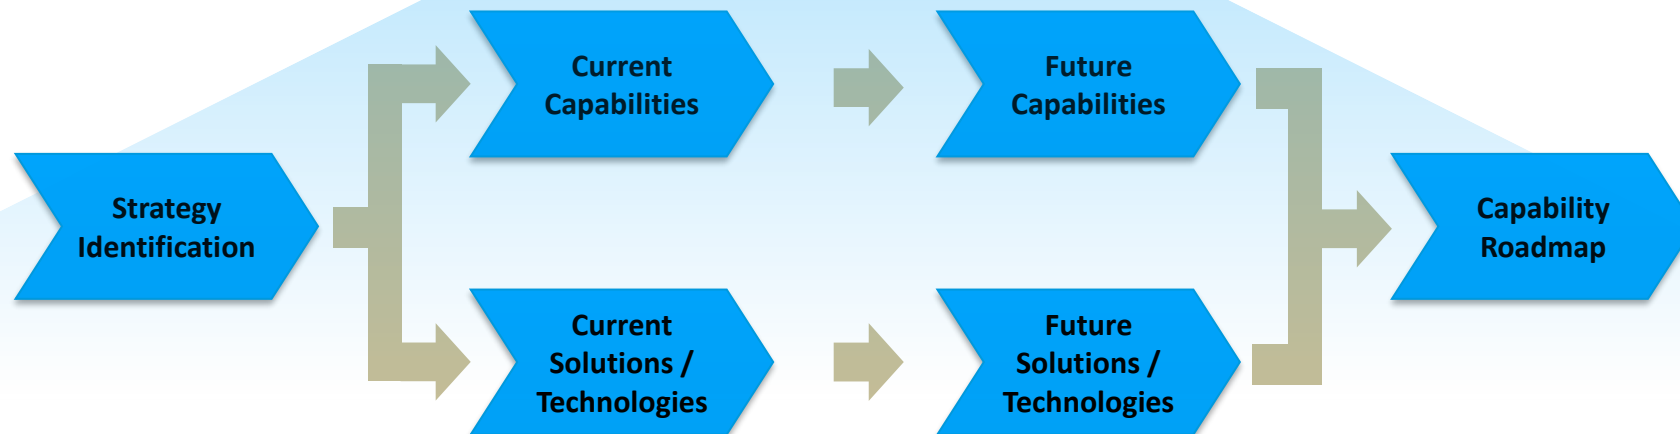 Current
Capabilities
Future
Capabilities
Strategy
Identification
Capability
Roadmap
Current
Solutions /
Technologies
Future
Solutions /
Technologies